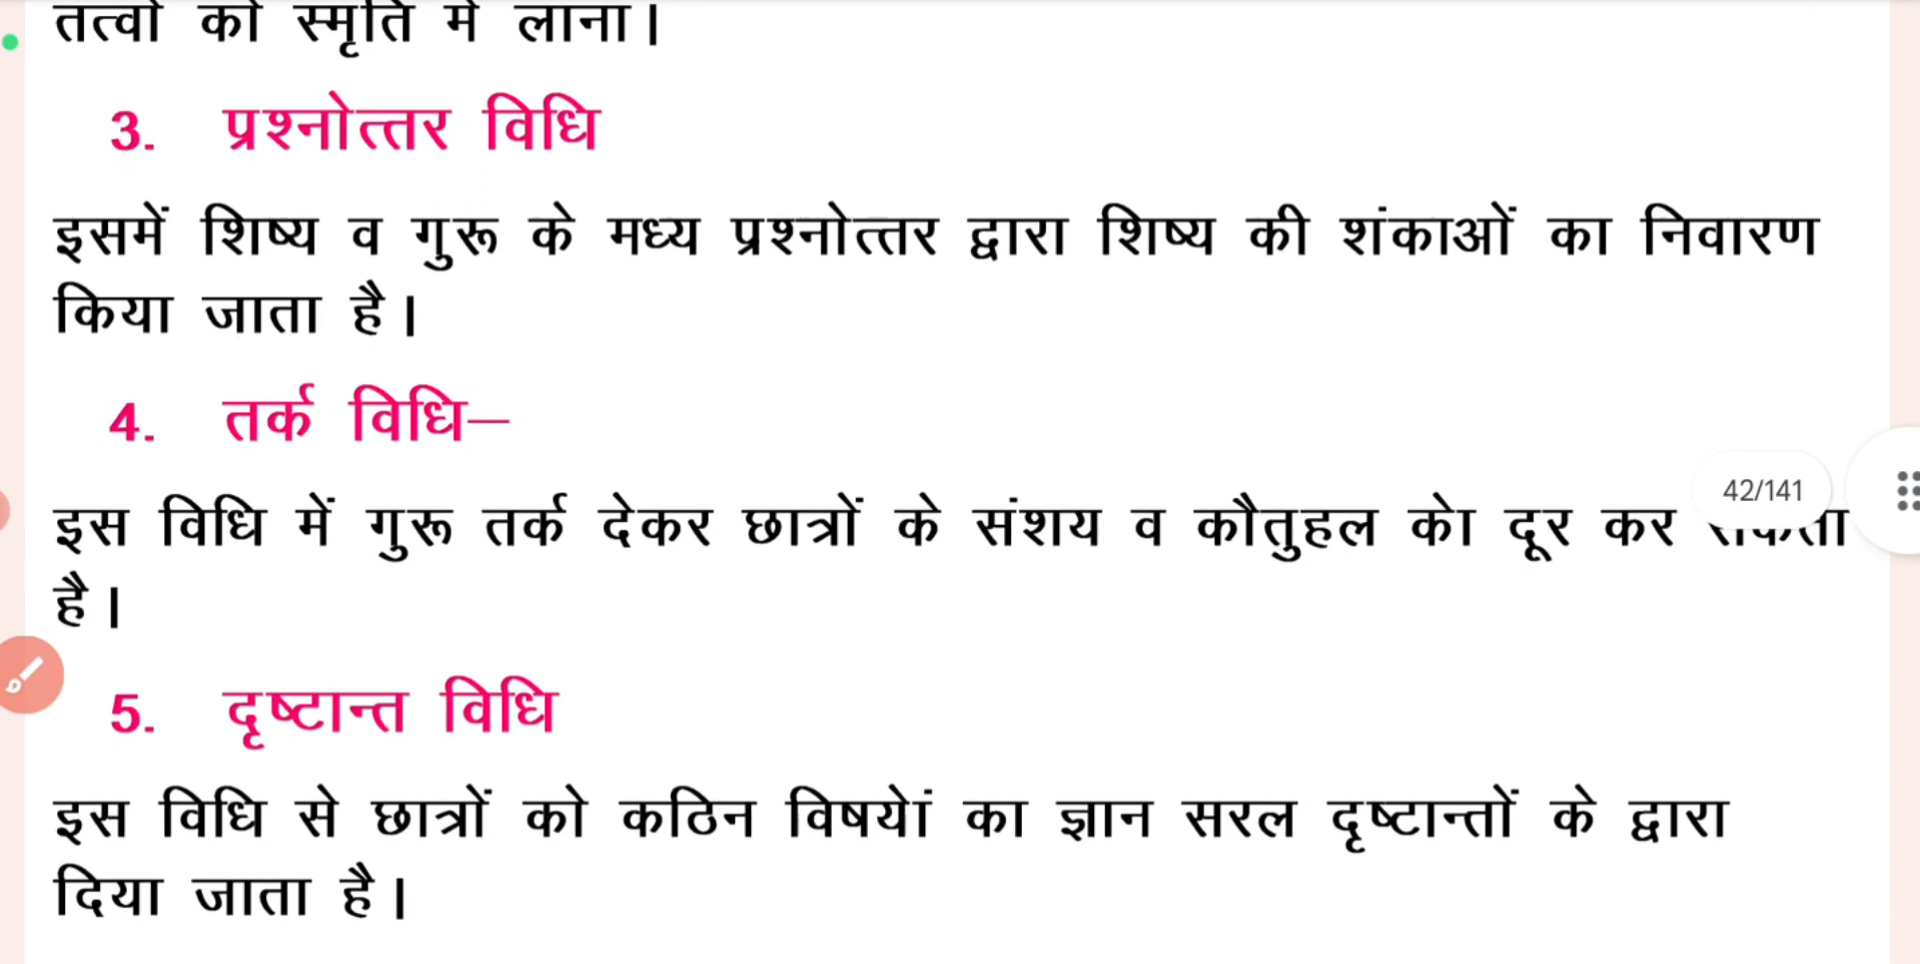 तत्वों को स्मृति में लाना।
3. प्रश्नोत्तर विधि
इसमें शिष्य व गुरू के मध्य प्रश्नोत्तर द्वारा शिष्य की शंकाओं का निवारण
किया जाता है।
4. तर्क विधि–
42/141
इस विधि में गुरू तर्क देकर छात्रों के संशय व कौतुहल केा दूर कर
है।
5. दृष्टान्त विधि
इस विधि से छात्रों को कठिन विषयेां का ज्ञान सरल दृष्टान्तों के द्वारा
दिया जाता है।